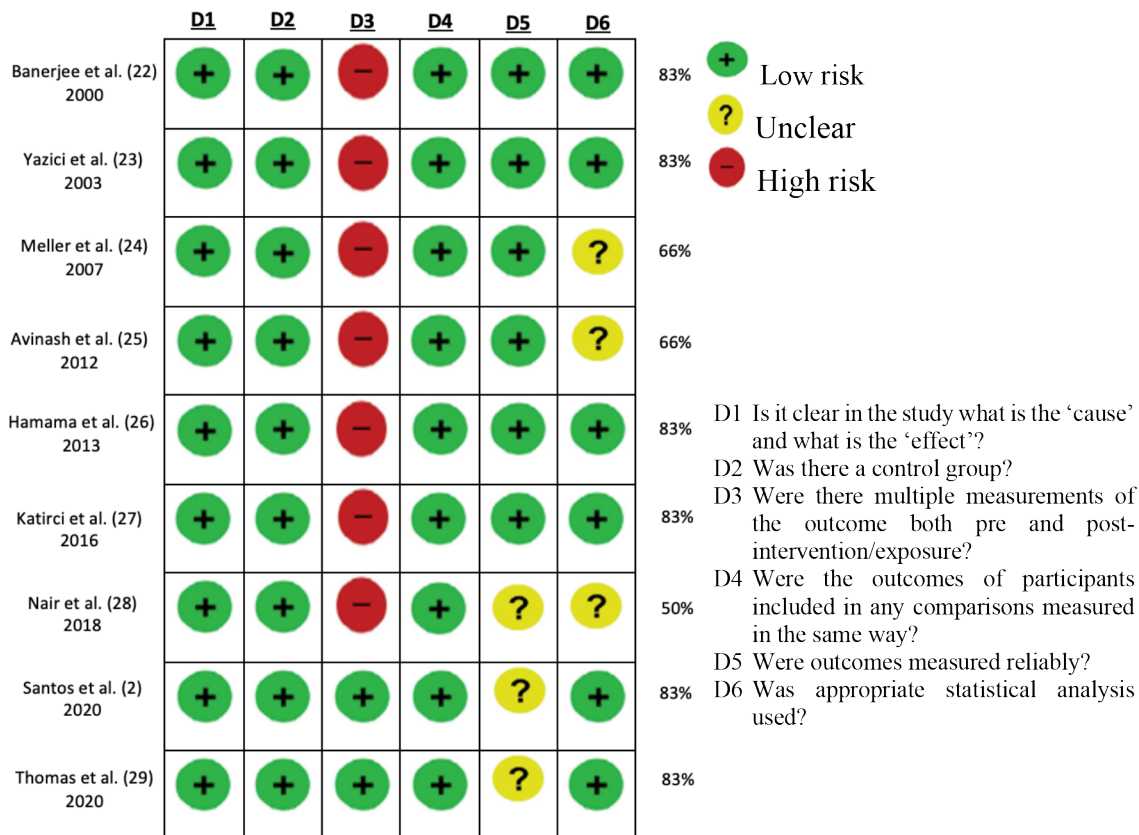 D1 D2 D3 D4 D5 D6
Banerjee et al. (22)
2000
+ + − + + +
83%
Yazici et al. (23)
2003
+ + − + + +
83%
Meller et al. (24)
2007
+ + − + + ?
66%
Avinash et al. (25)
2012
+ + − + + ?
66%
Hamama et al. (26)
2013
+ + − + + +
83%
Katirci et al. (27)
2016
+ + − + + +
83%
Nair et al. (28)
2018
+ + − + ? ?
50%
Santos et al. (2)
2020
+ + + + ? +
83%
Thomas et al. (29)
2020
+ + + + ? +
83%
+ Low risk
? Unclear
− High risk
D1 Is it clear in the study what is the ‘cause’
and what is the ‘effect’?
D2 Was there a control group?
D3 Were there multiple measurements of
the outcome both pre and post-
intervention/exposure?
D4 Were the outcomes of participants
included in any comparisons measured
in the same way?
D5 Were outcomes measured reliably?
D6 Was appropriate statistical analysis
used?